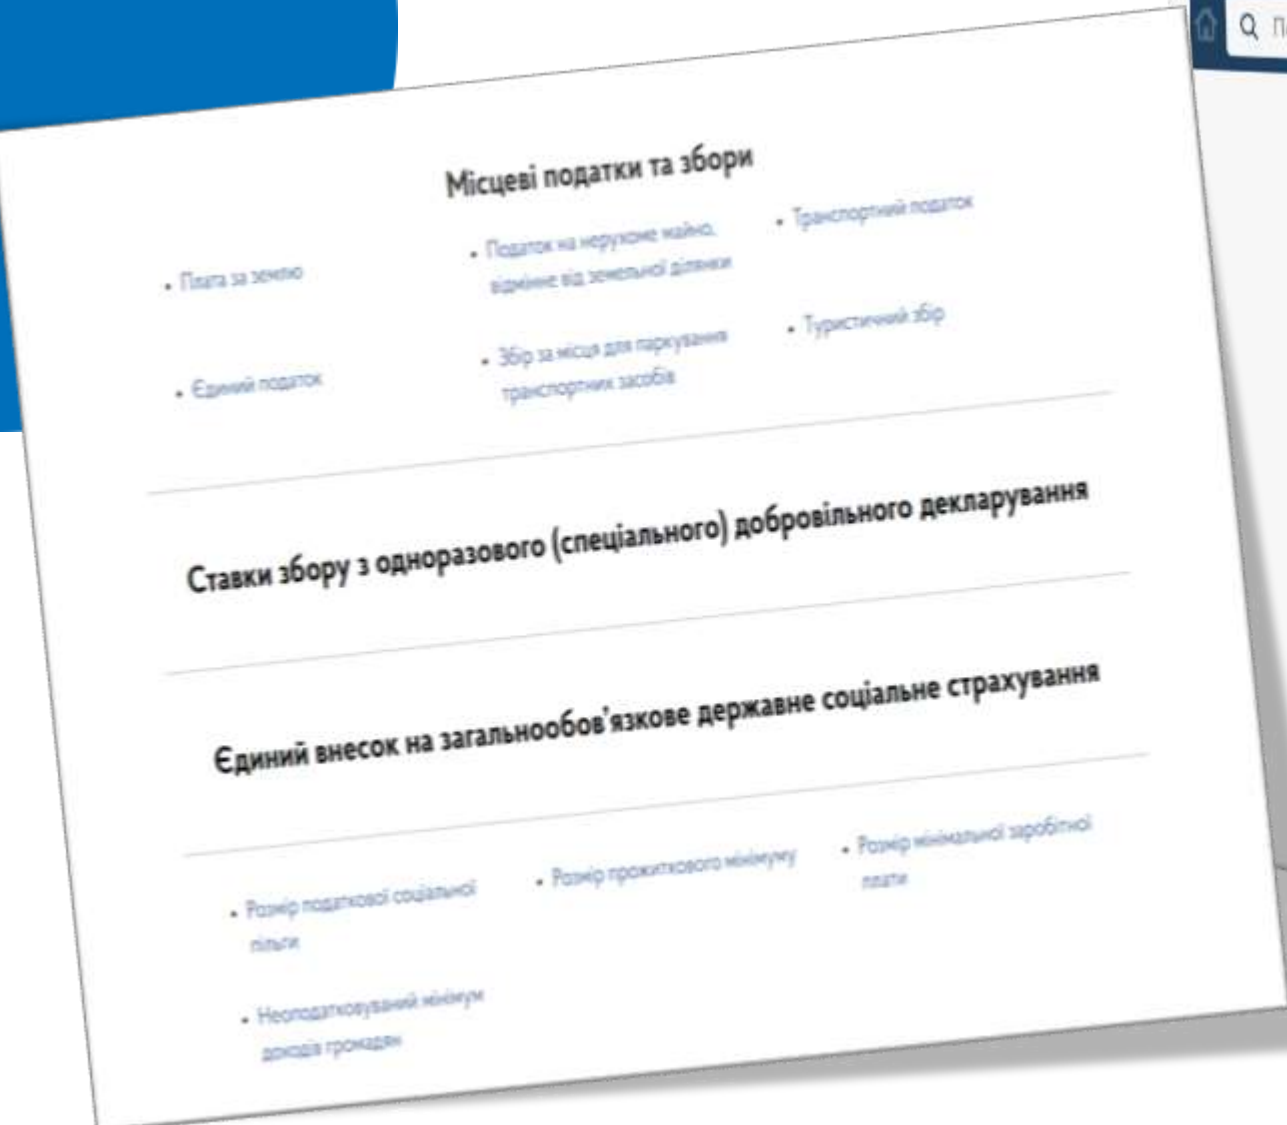 Місцеві податки та збори
• Плата за землю
• Податок на нерухоме майно,
відмінне від земельної ділянки
• Транспортний податок
• Єдиний податок
• Збір за місця для паркування
транспортних засобів
• Туристичний збір
Ставки збору з одноразового (спеціального) добровільного декларування
Єдиний внесок на загальнообов'язкове державне соціальне страхування
• Розмір податкової соціальної
пільги
• Розмір прожиткового мінімуму
• Розмір мінімальної заробітної
плати
• Неоподатковуваний мінімум
доходів громадян